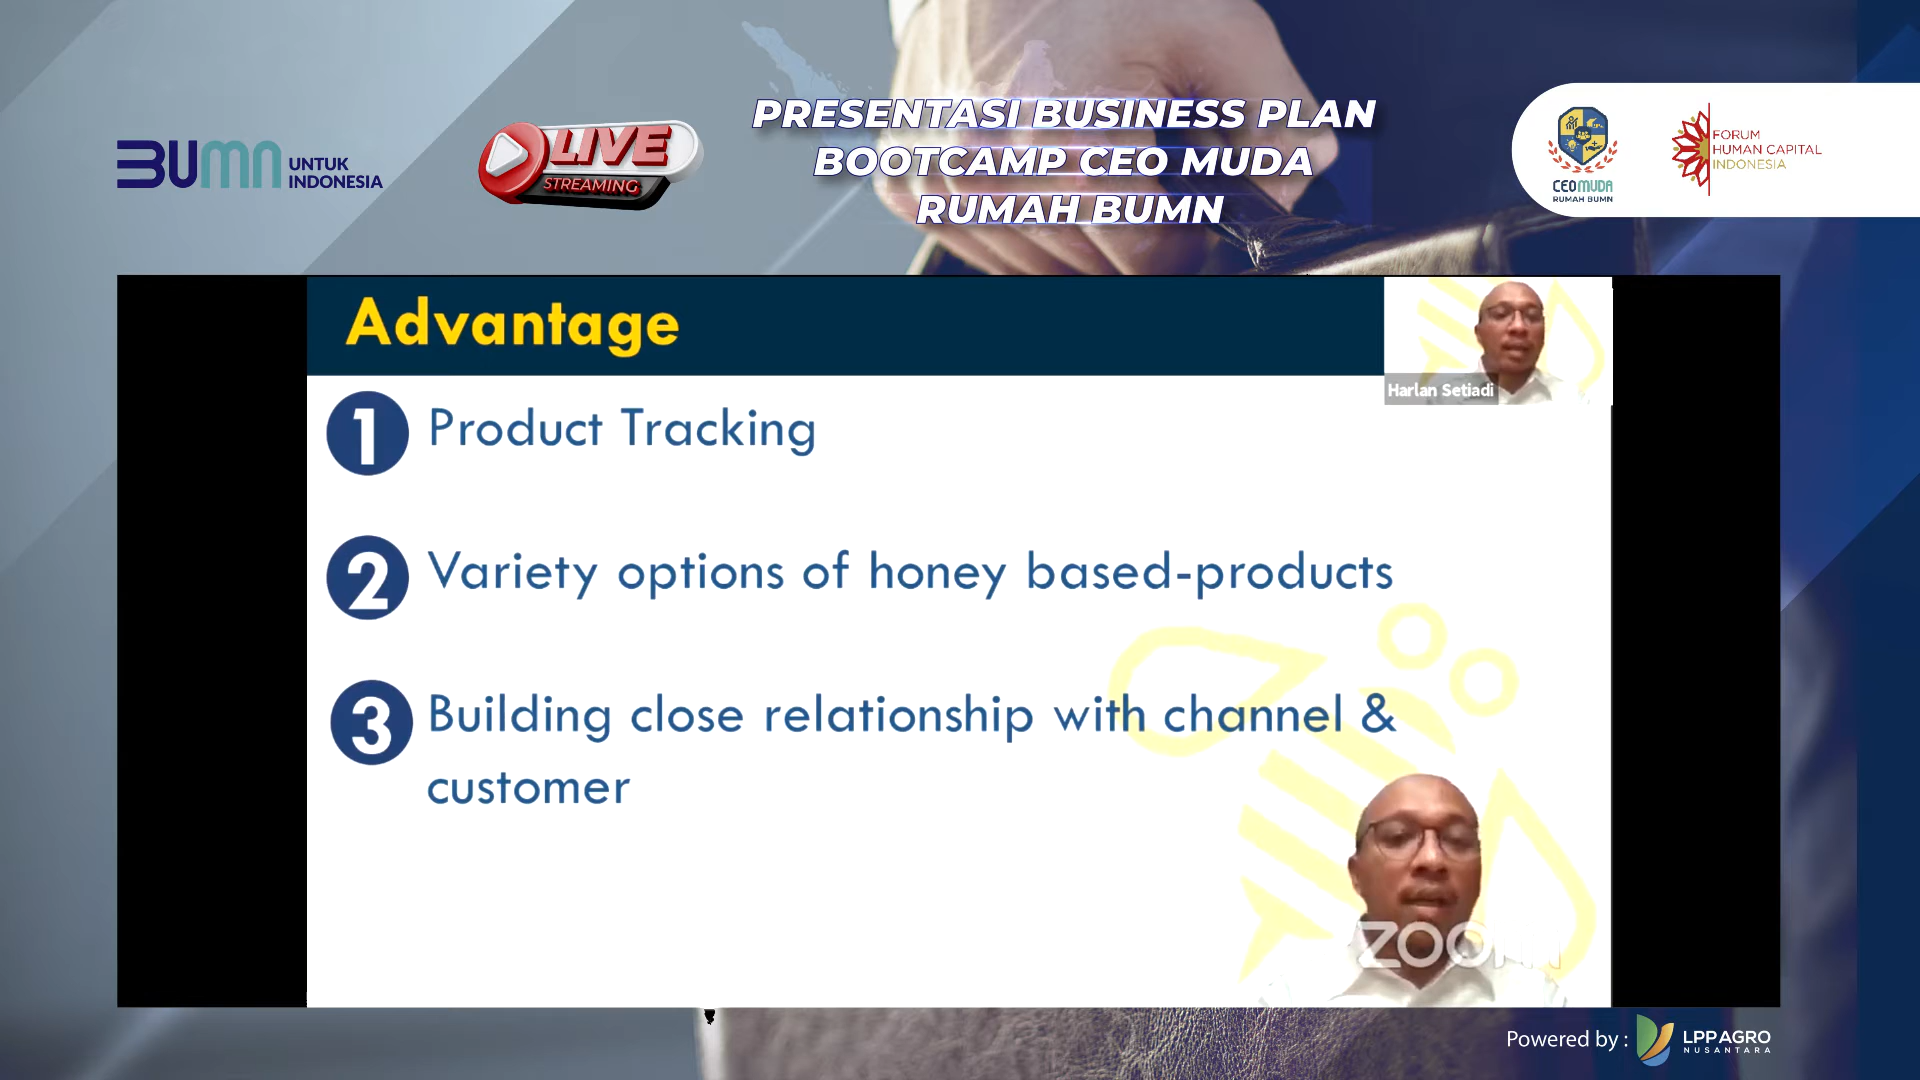 BUMN
UNTUK
INDONESIA
LIVE
STREAMING
PRESENTASI BUSINESS PLAN
BOOTCAMP CEO MUDA
RUMAH BUMN
CEOMUDA
RUMAH BUMN
FORUM
HUMAN CAPITAL
INDONESIA
Advantage
Harlan Setiadi
1 Product Tracking
2 Variety options of honey based-products
3 Building close relationship with channel &
customer
zoom
Powered by :
LPP AGRO
NUSANTARA